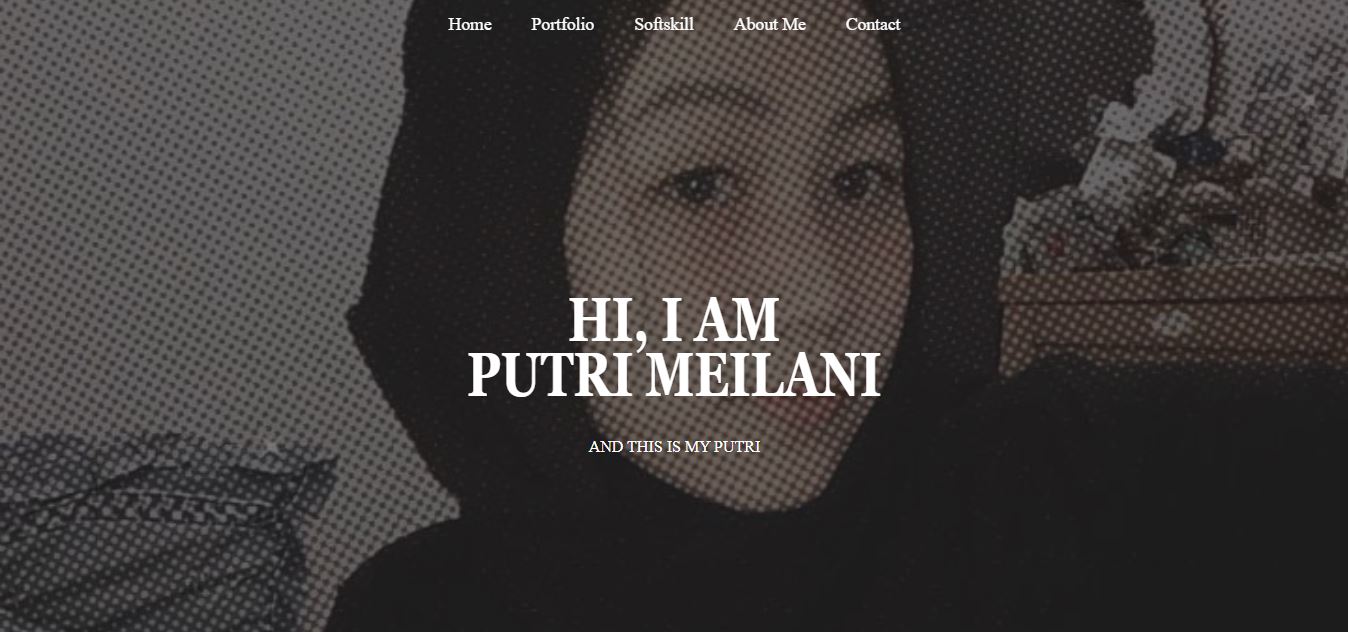 Home Portfolio Softskill About Me Contact
HI, I AM
PUTRI MEILANI
AND THIS IS MY PUTRI